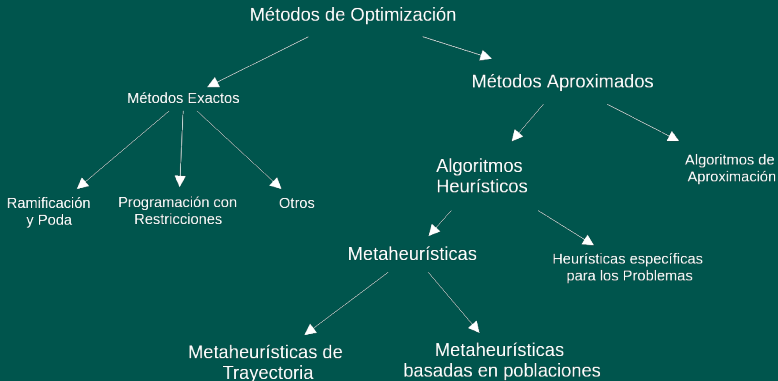 Métodos de Optimización
Métodos Exactos
Métodos Aproximados
Ramificación
y Poda
Programación con
Restricciones
Otros
Algoritmos
Heurísticos
Algoritmos de
Aproximación
Metaheurísticas
Heurísticas específicas
para los Problemas
Metaheurísticas de
Trayectoria
Metaheurísticas
basadas en poblaciones